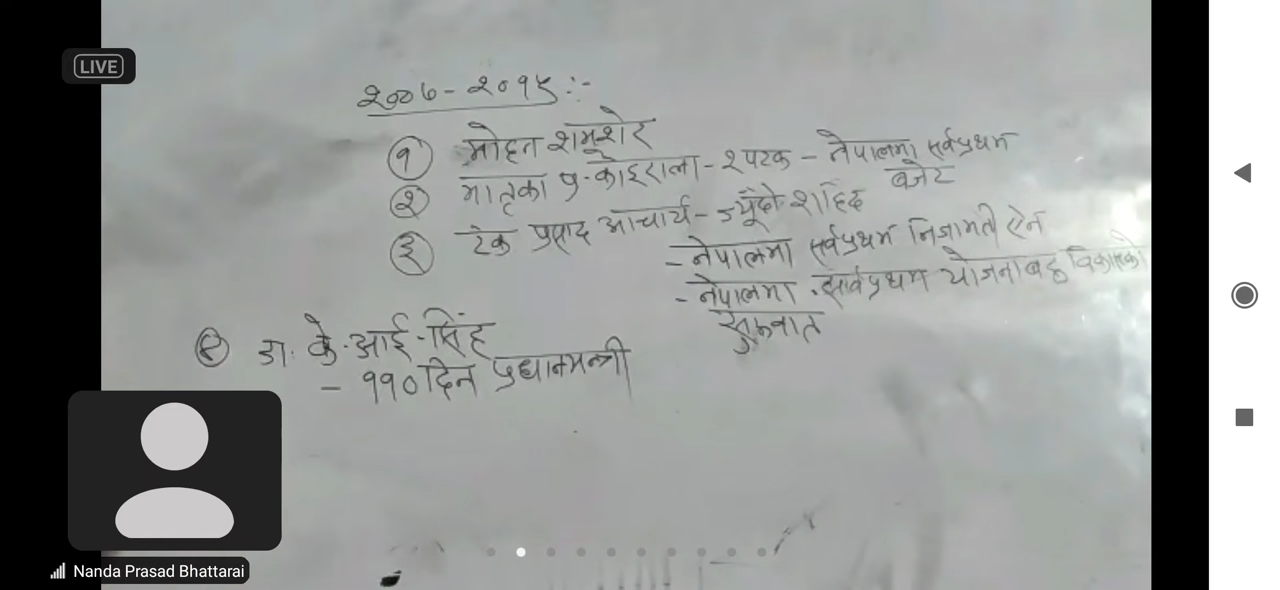 LIVE
२००७-२०१५ :-
१ मोहन शमशेर
२ मातृका प्र. कोइराला - २ पटक - नेपालमा सर्वप्रथम
बजेट
३ टंक प्रसाद आचार्य - ज्यूँदो शहिद
- नेपालमा सर्वप्रथम निजामती ऐन
- नेपालमा सर्वप्रथम योजनाबद्ध विकासको
सुरुवात
४ डा. के. आई. सिंह
- ११० दिन प्रधानमन्त्री
Nanda Prasad Bhattarai